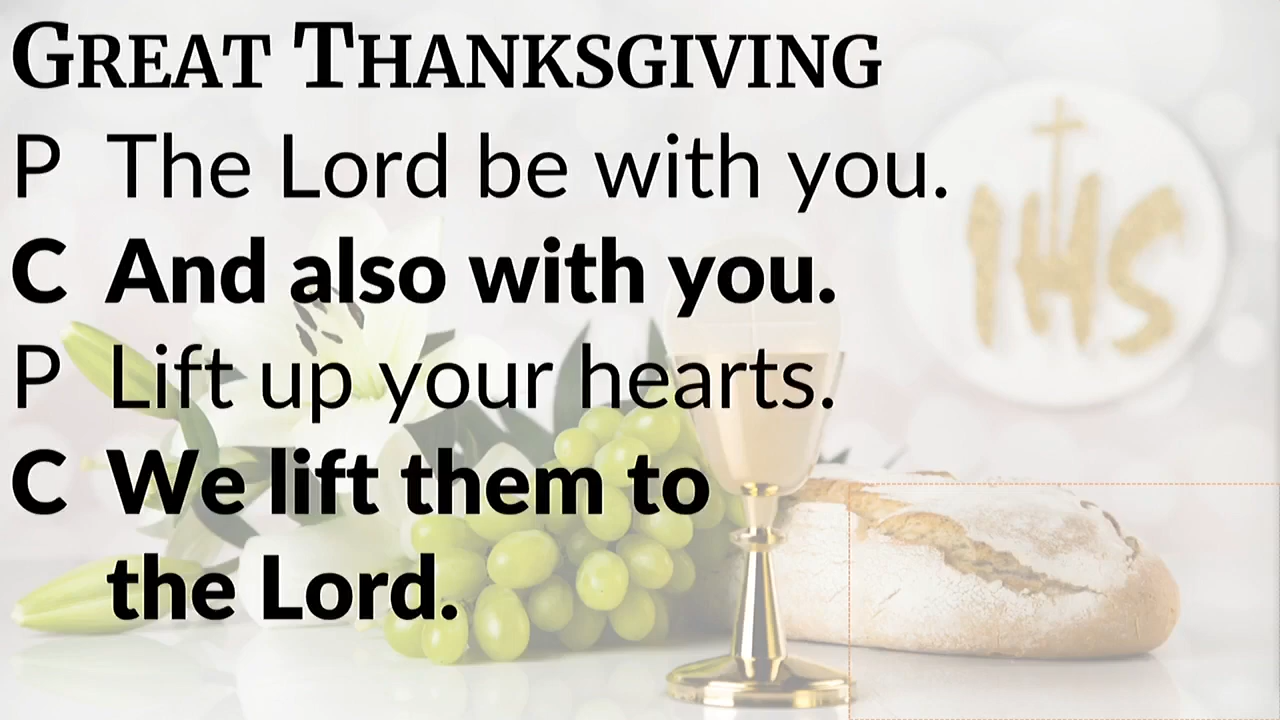 GREAT THANKSGIVING
P The Lord be with you.
C And also with you.
P Lift up your hearts.
C We lift them to
the Lord.
IHS